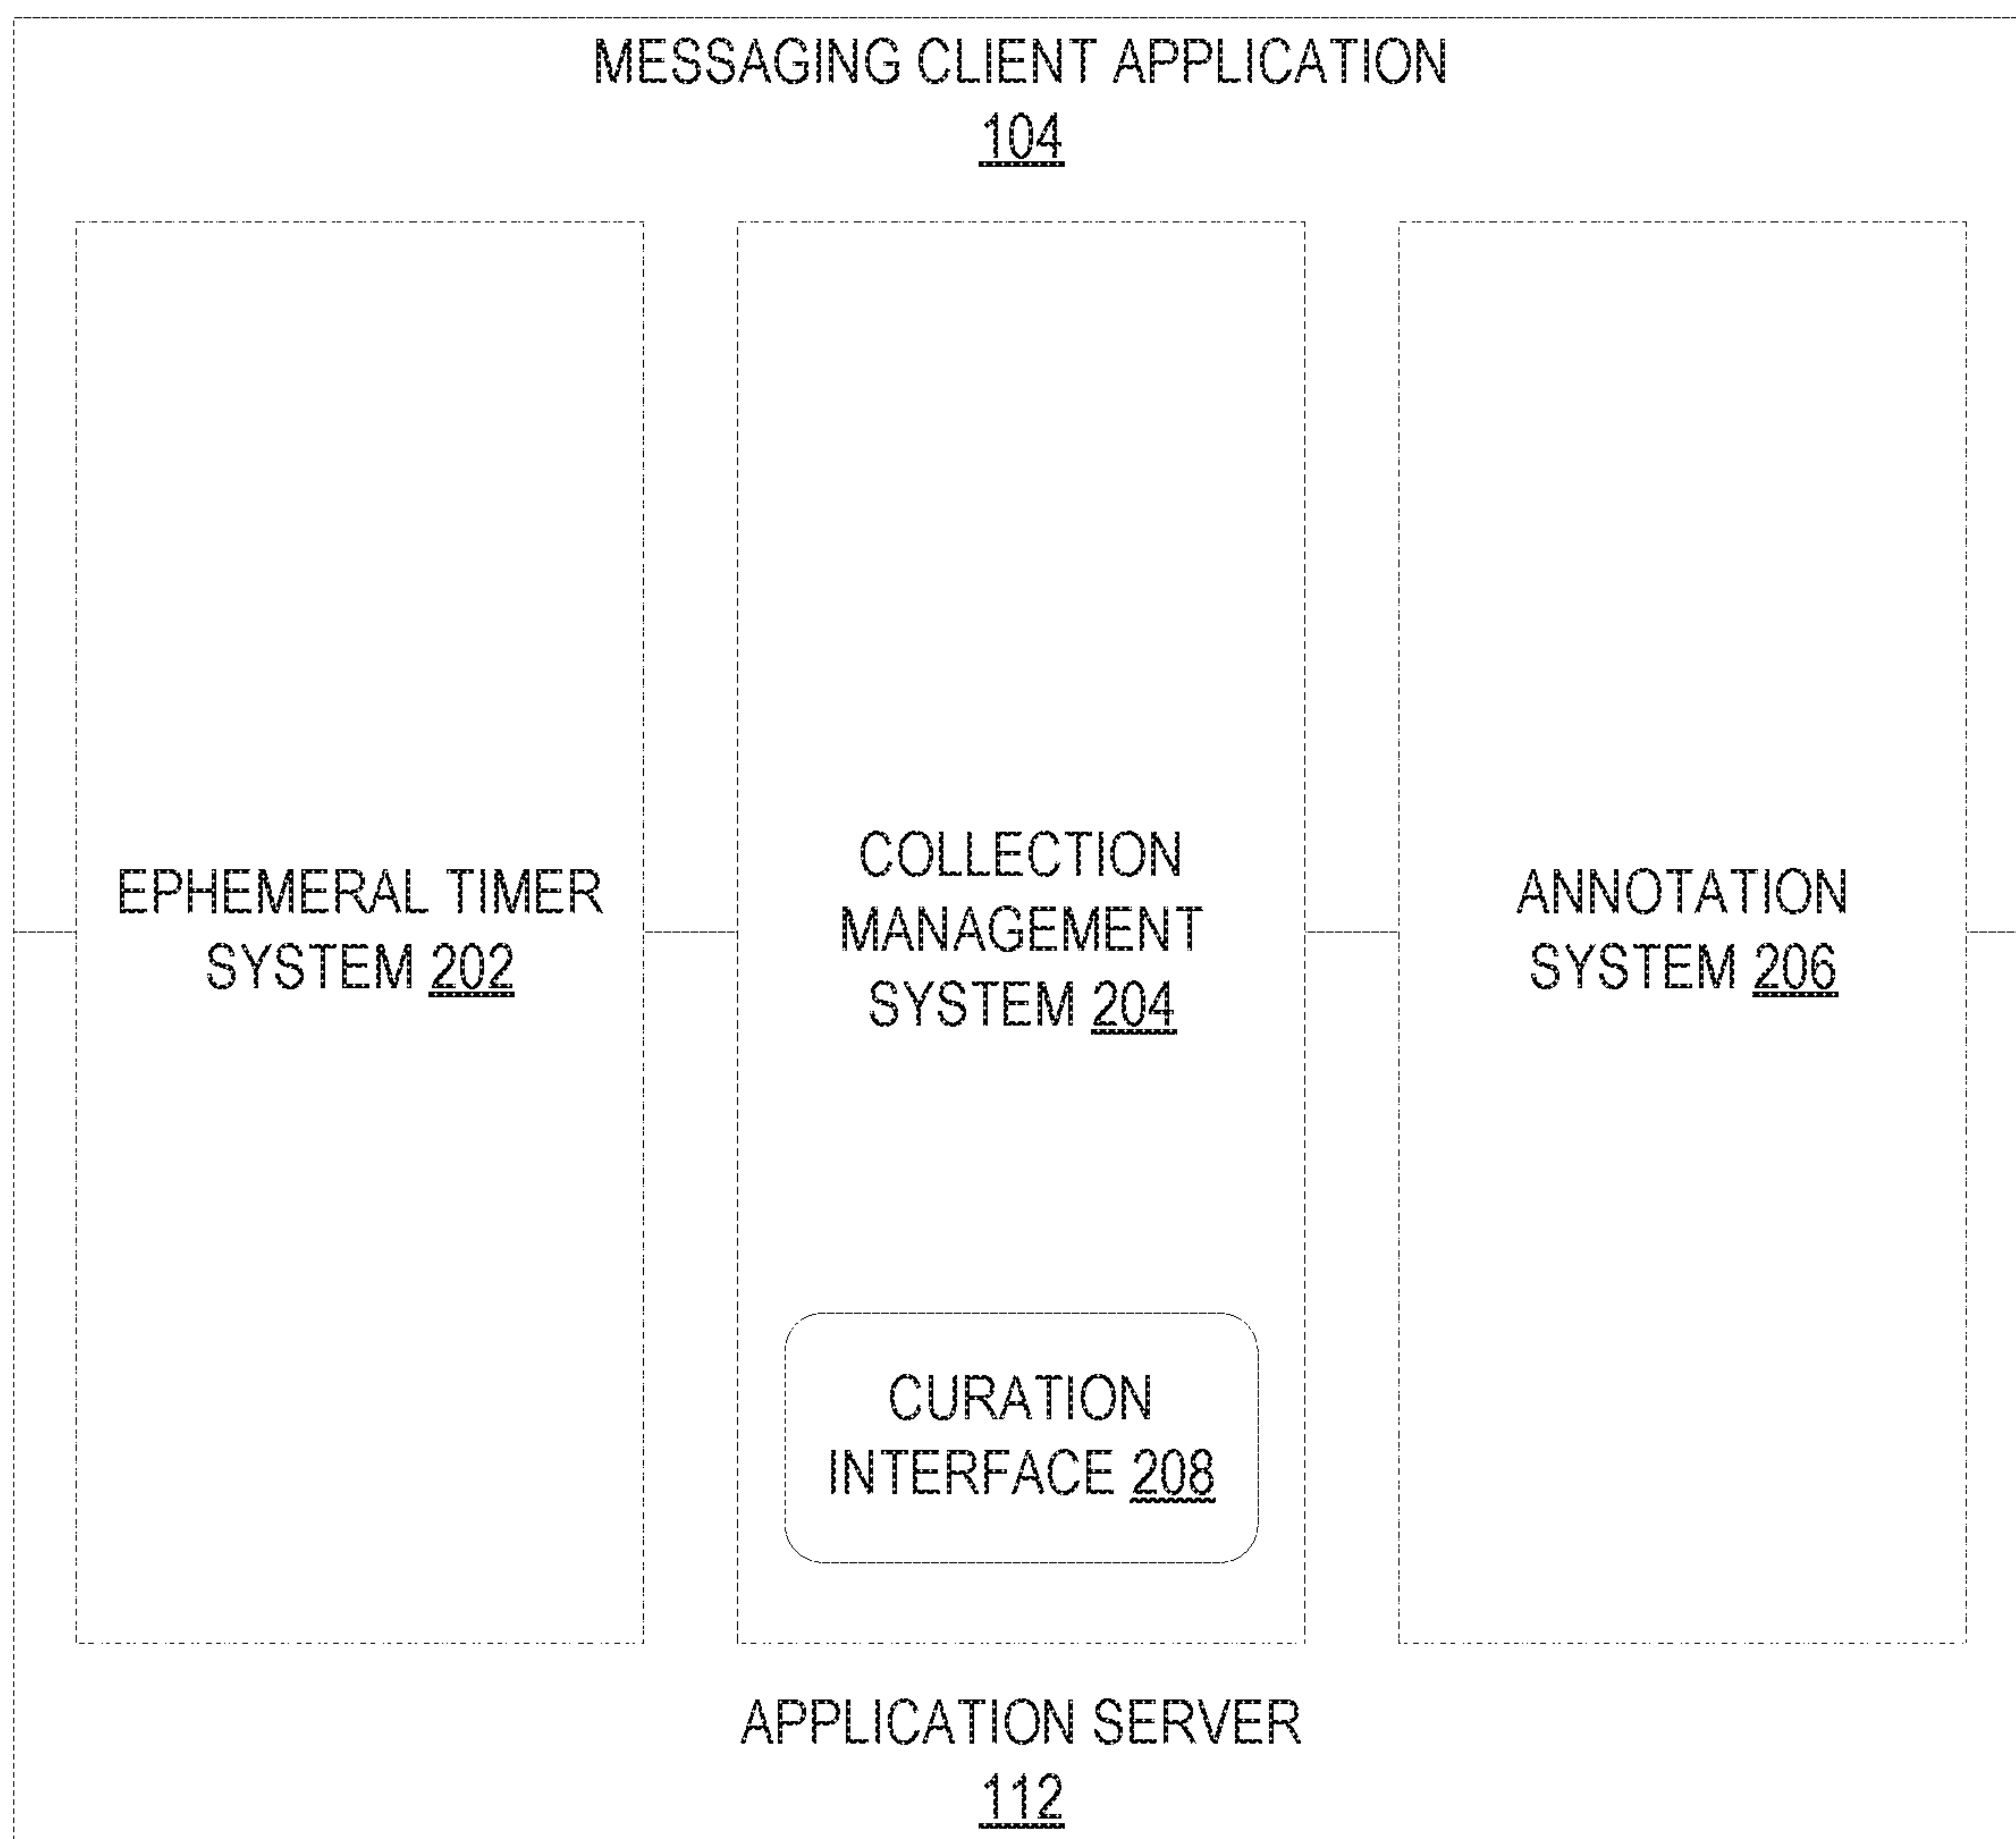 MESSAGING CLIENT APPLICATION
104
EPHEMERAL TIMER
SYSTEM 202
COLLECTION
MANAGEMENT
SYSTEM 204
ANNOTATION
SYSTEM 206
CURATION
INTERFACE 208
APPLICATION SERVER
112